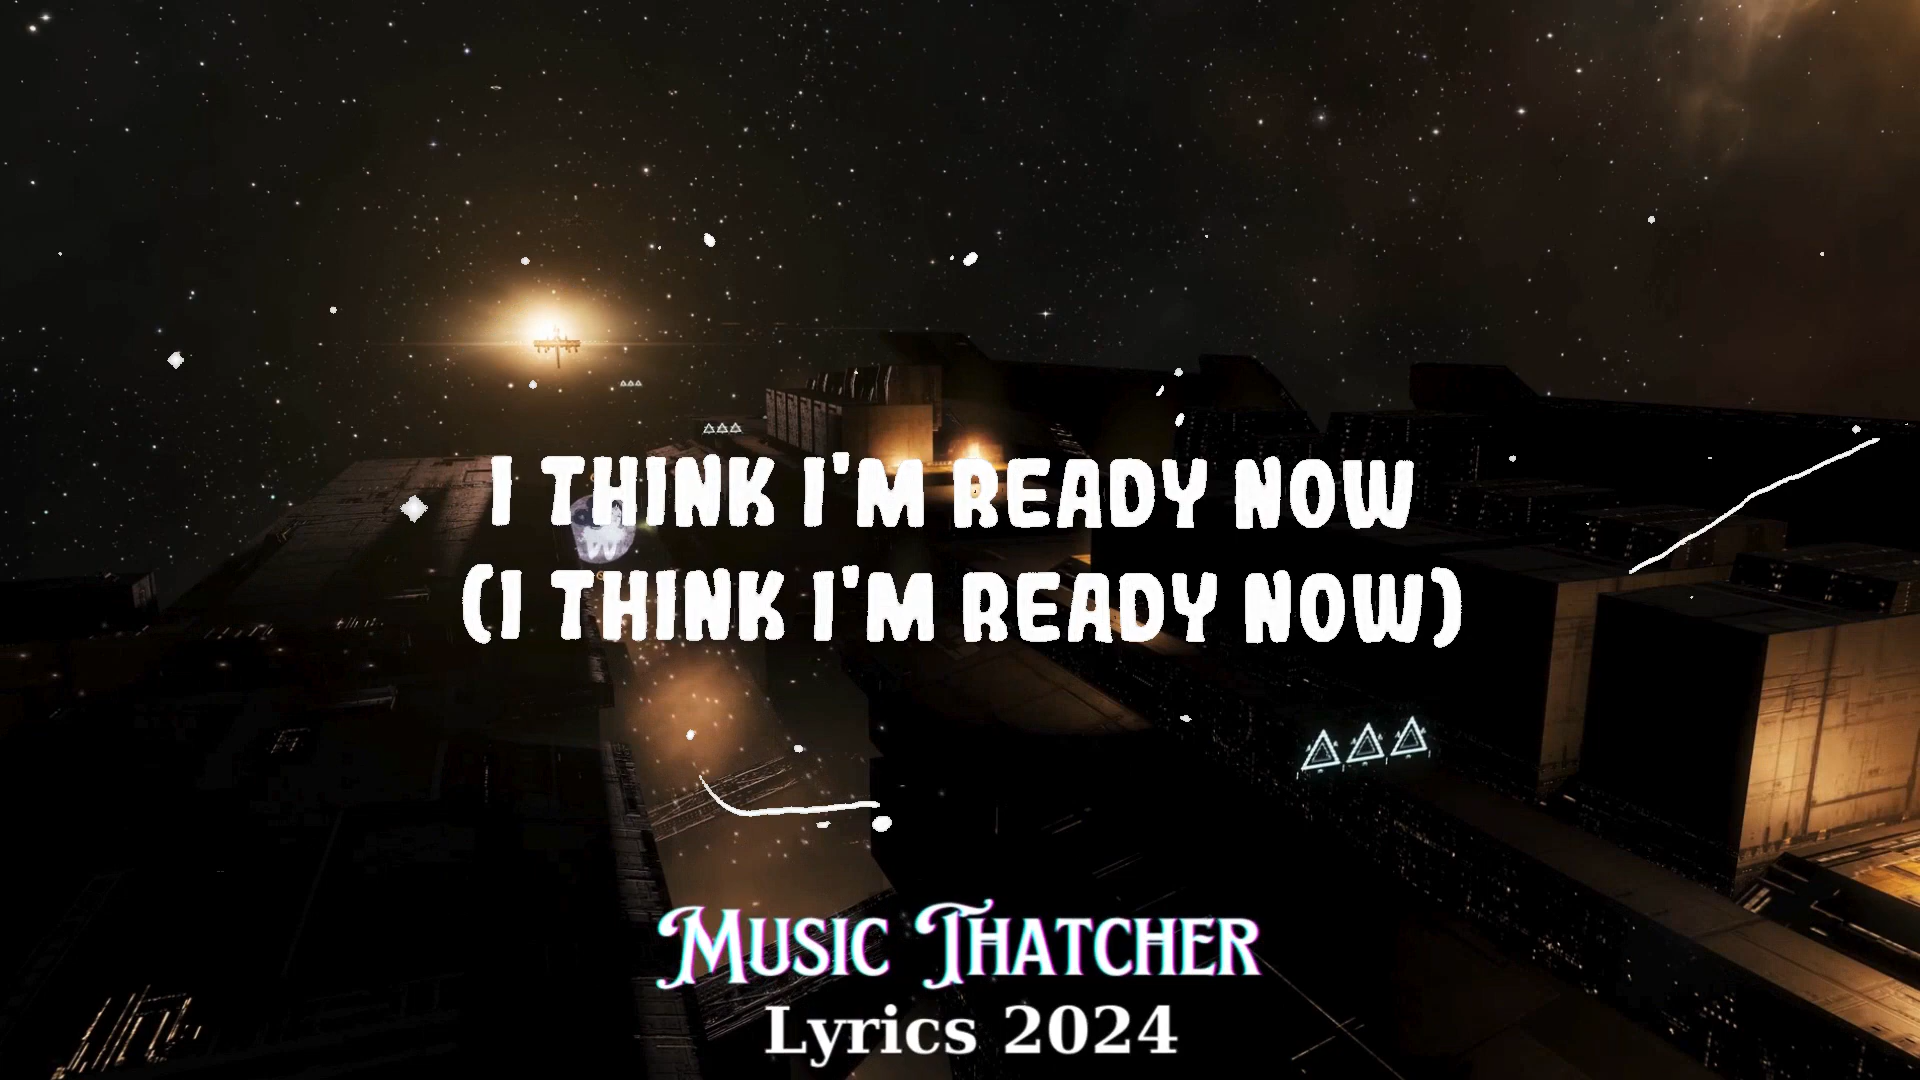 I THINK I'M READY NOW
(I THINK I'M READY NOW)
MUSIC THATCHER
Lyrics 2024